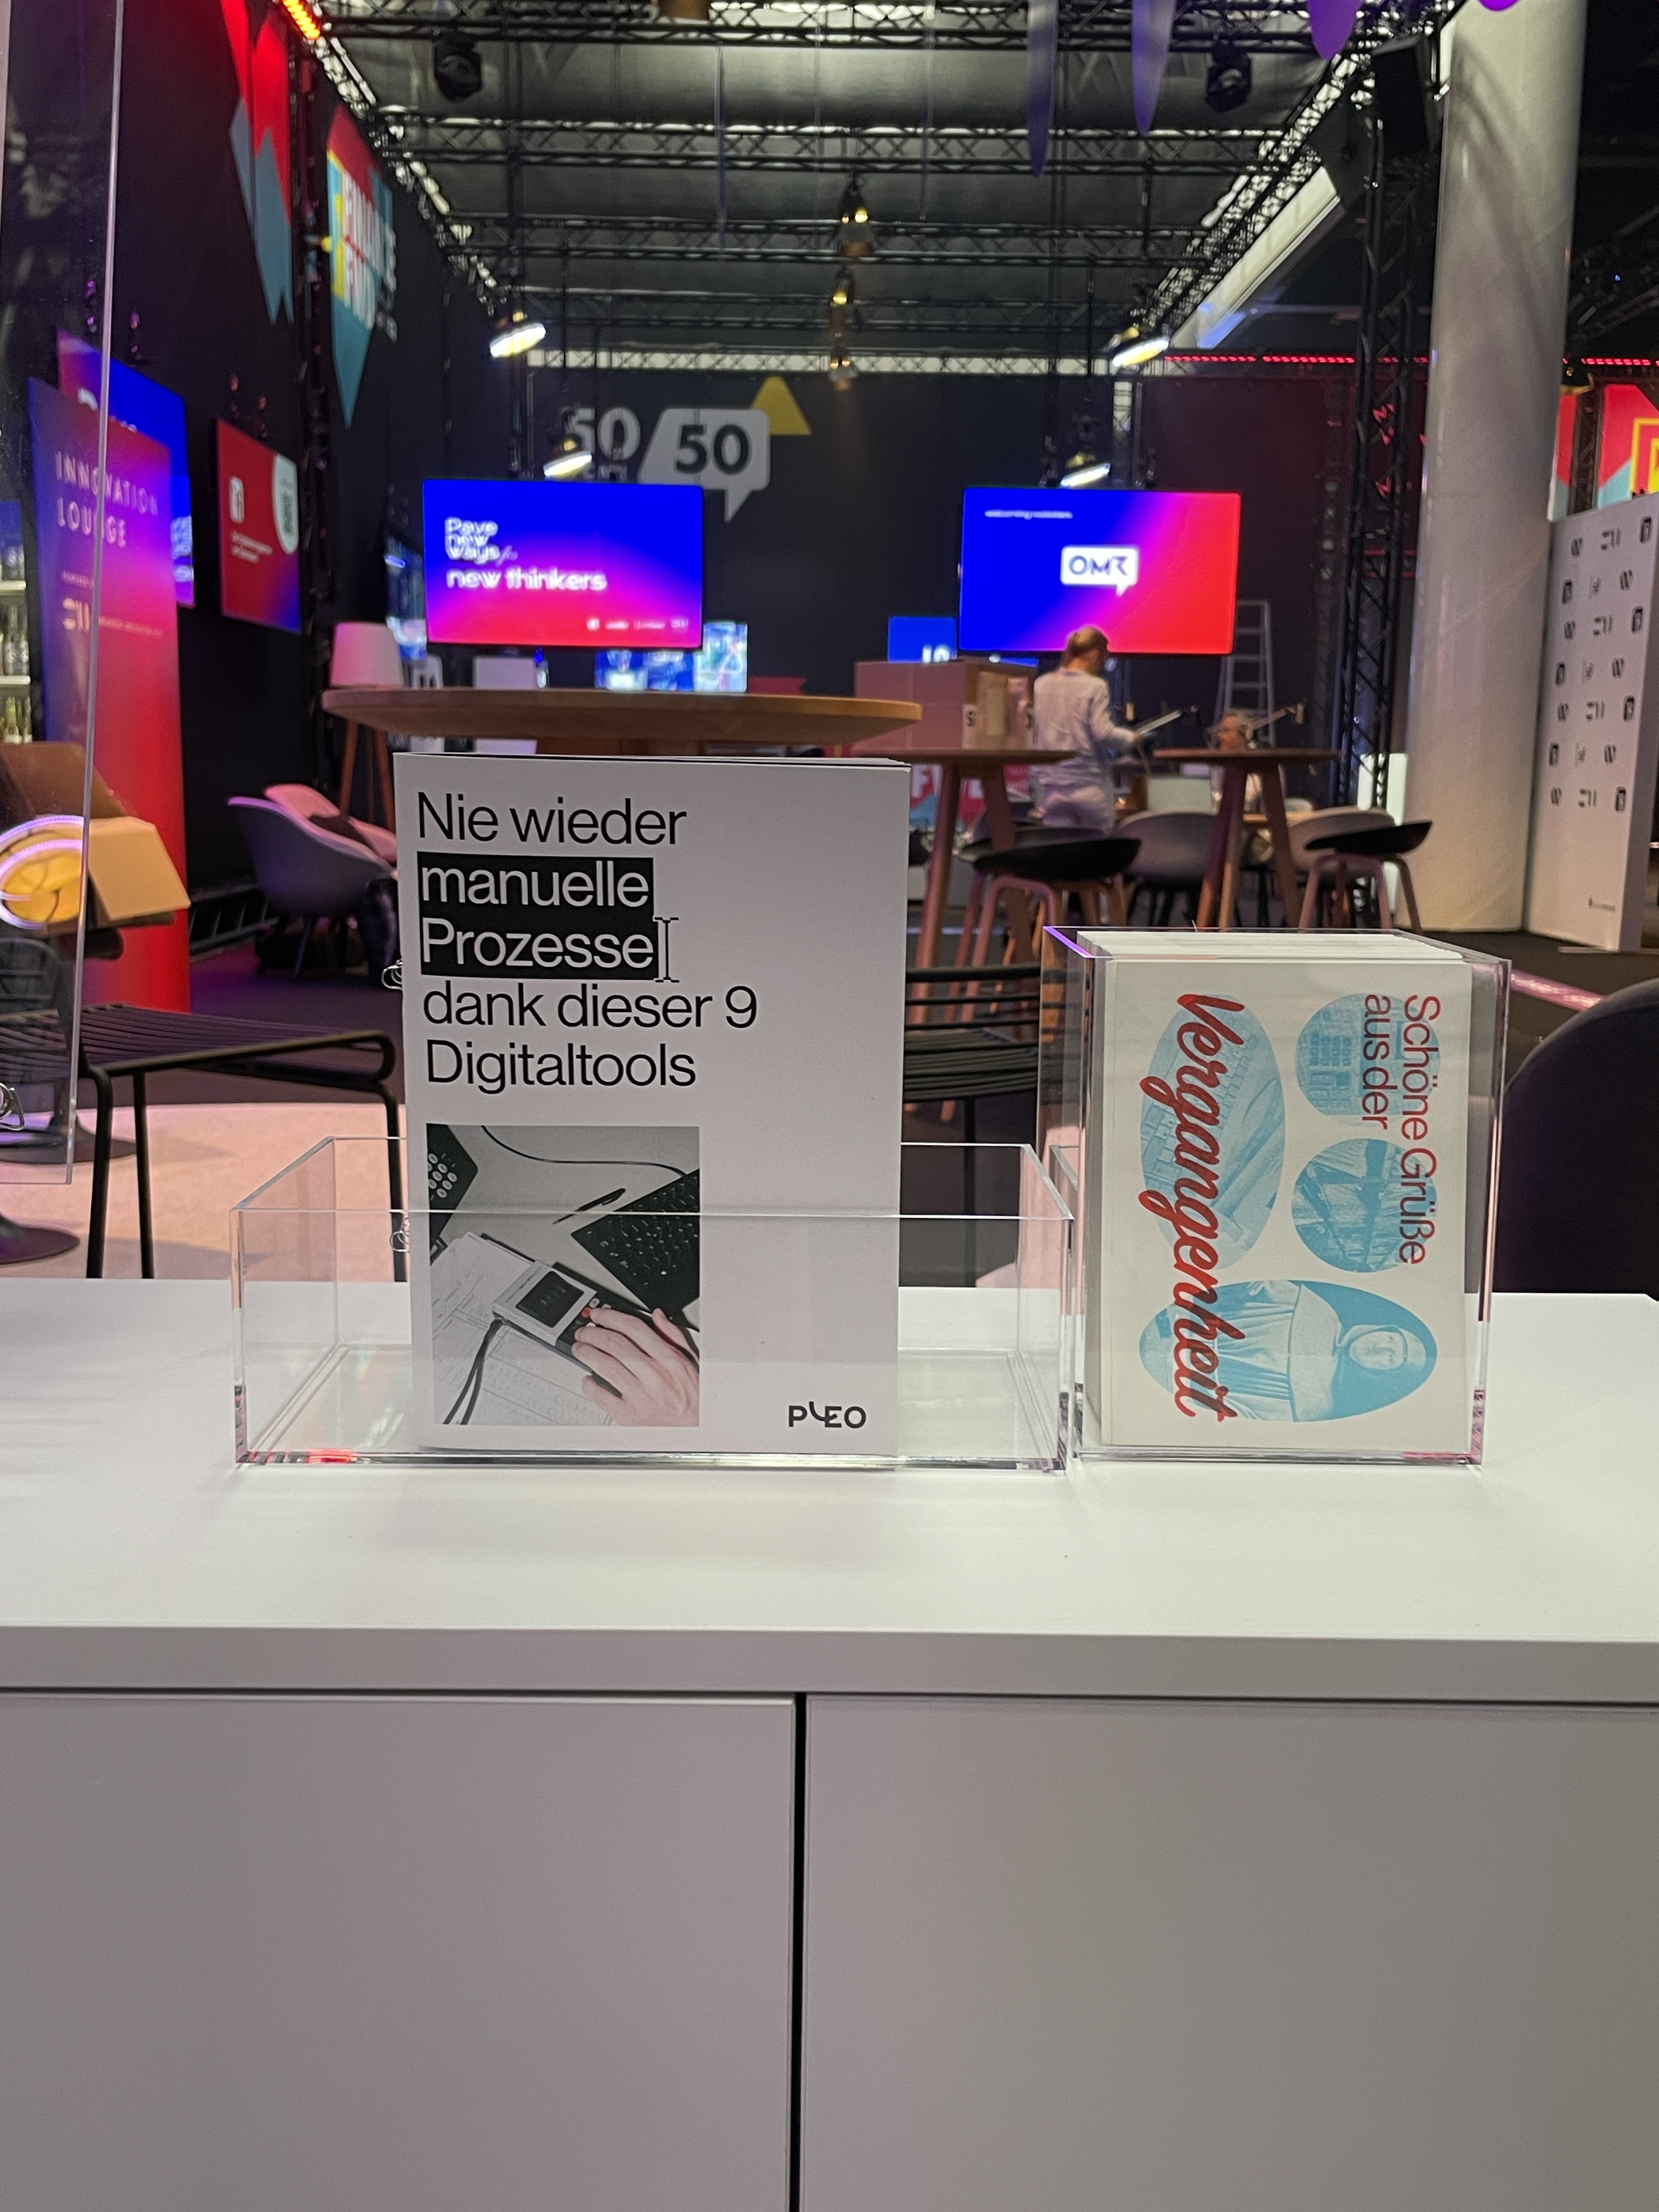 INNOVATION
LOUNGE
50
50
Pave
new
ways/
new thinkers
OMR
Nie wieder
manuelle
Prozesse
dank dieser 9
Digitaltools
PLEO
Schöne Grüße
aus der
Vergangenheit